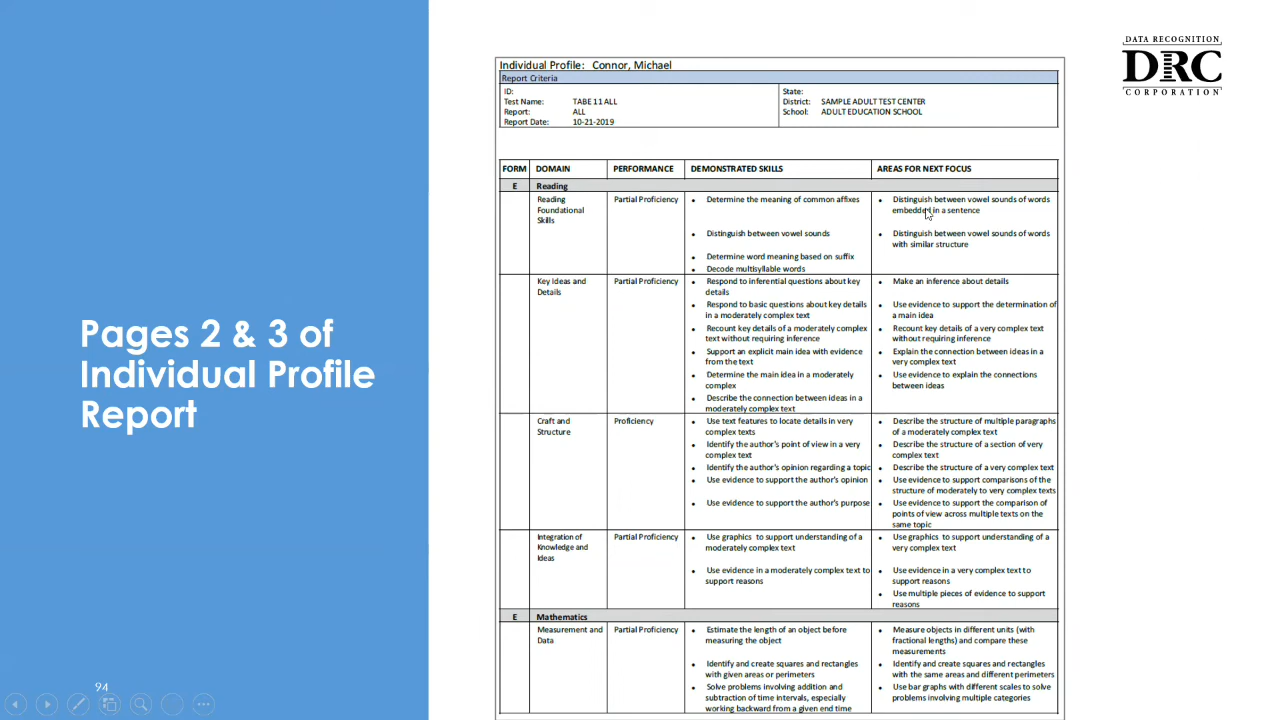 DATA RECOGNITION
DRC
CORPORATION
Pages 2 & 3 of
Individual Profile
Report
94
Individual Profile: Connor, Michael
Report Criteria
ID:
Test Name: TABE 11 ALL
Report: ALL
Report Date: 10-21-2019
State:
District: SAMPLE ADULT TEST CENTER
School: ADULT EDUCATION SCHOOL
FORM DOMAIN PERFORMANCE DEMONSTRATED SKILLS AREAS FOR NEXT FOCUS
E Reading
Reading
Foundational
Skills
Partial Proficiency
• Determine the meaning of common affixes
• Distinguish between vowel sounds
• Determine word meaning based on suffix
• Decode multisyllable words
• Distinguish between vowel sounds of words
embedded in a sentence
• Distinguish between vowel sounds of words
with similar structure
Key Ideas and
Details
Partial Proficiency
• Respond to inferential questions about key
details
• Respond to basic questions about key details
in a moderately complex text
• Recount key details of a moderately complex
text without requiring inference
• Support an explicit main idea with evidence
from the text
• Determine the main idea in a moderately
complex
• Describe the connection between ideas in a
moderately complex text
• Make an inference about details
• Use evidence to support the determination of
a main idea
• Recount key details of a very complex text
without requiring inference
• Explain the connection between ideas in a
very complex text
• Use evidence to explain the connections
between ideas
Craft and
Structure
Proficiency
• Use text features to locate details in very
complex texts
• Identify the author's point of view in a very
complex text
• Identify the author's opinion regarding a topic
• Use evidence to support the author's opinion
• Use evidence to support the author's purpose
• Describe the structure of multiple paragraphs
of a moderately complex text
• Describe the structure of a section of very
complex text
• Describe the structure of a very complex text
• Use evidence to support comparisons of the
structure of moderately to very complex texts
• Use evidence to support the comparison of
points of view across multiple texts on the
same topic
Integration of
Knowledge and
Ideas
Partial Proficiency
• Use graphics to support understanding of a
moderately complex text
• Use evidence in a moderately complex text to
support reasons
• Use graphics to support understanding of a
very complex text
• Use evidence in a very complex text to
support reasons
• Use multiple pieces of evidence to support
reasons
E Mathematics
Measurement and
Data
Partial Proficiency
• Estimate the length of an object before
measuring the object
• Identify and create squares and rectangles
with given areas or perimeters
• Solve problems involving addition and
subtraction of time intervals, especially
working backward from a given end time
• Measure objects in different units (with
fractional lengths) and compare these
measurements
• Identify and create squares and rectangles
with the same areas and different perimeters
• Use bar graphs with different scales to solve
problems involving multiple categories